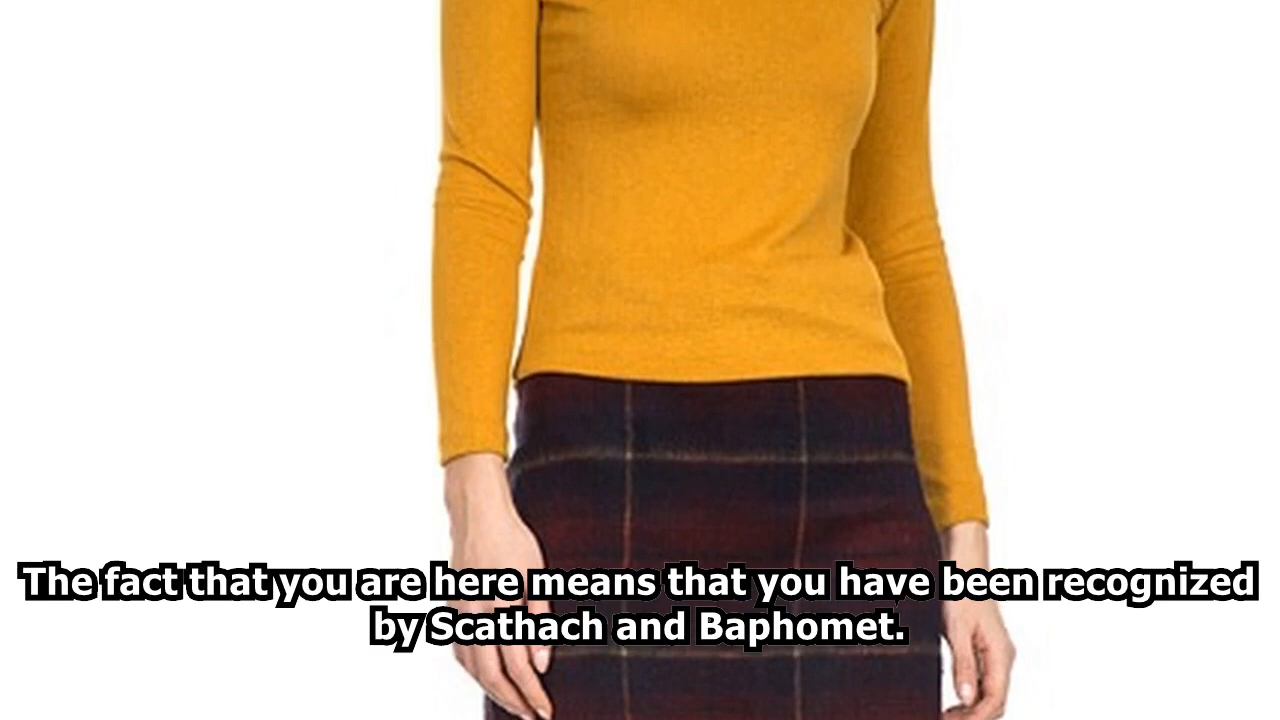 The fact that you are here means that you have been recognized
by Scathach and Baphomet.